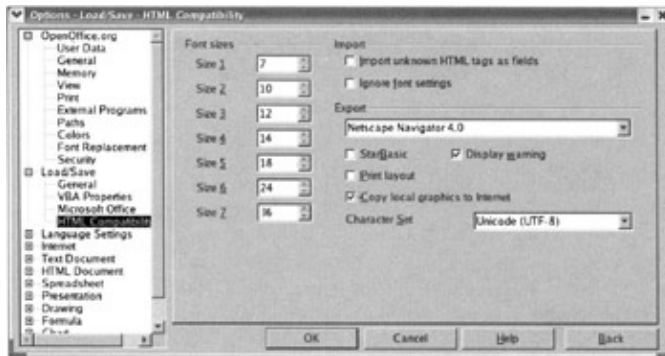 Options - Load/Save - HTML Compatibility
OpenOffice.org
User Data
General
Memory
View
Print
External Programs
Paths
Colors
Font Replacement
Security
Load/Save
General
VBA Properties
Microsoft Office
HTML Compatibili
Language Settings
Internet
Text Document
HTML Document
Spreadsheet
Presentation
Drawing
Formula
Chart
Font sizes
Size 1 7
Size 2 10
Size 3 12
Size 4 14
Size 5 18
Size 6 24
Size 7 36
Import
Import unknown HTML tags as fields
Ignore font settings
Export
Netscape Navigator 4.0
StarBasic Display warning
Print layout
Copy local graphics to Internet
Character Set Unicode (UTF-8)
OK Cancel Help Back